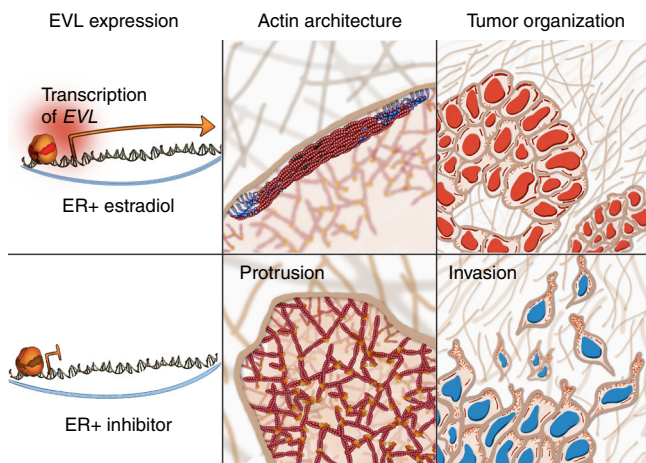 EVL expression
Actin architecture
Tumor organization
Transcription
of EVL
ER+ estradiol
Protrusion
Invasion
ER+ inhibitor